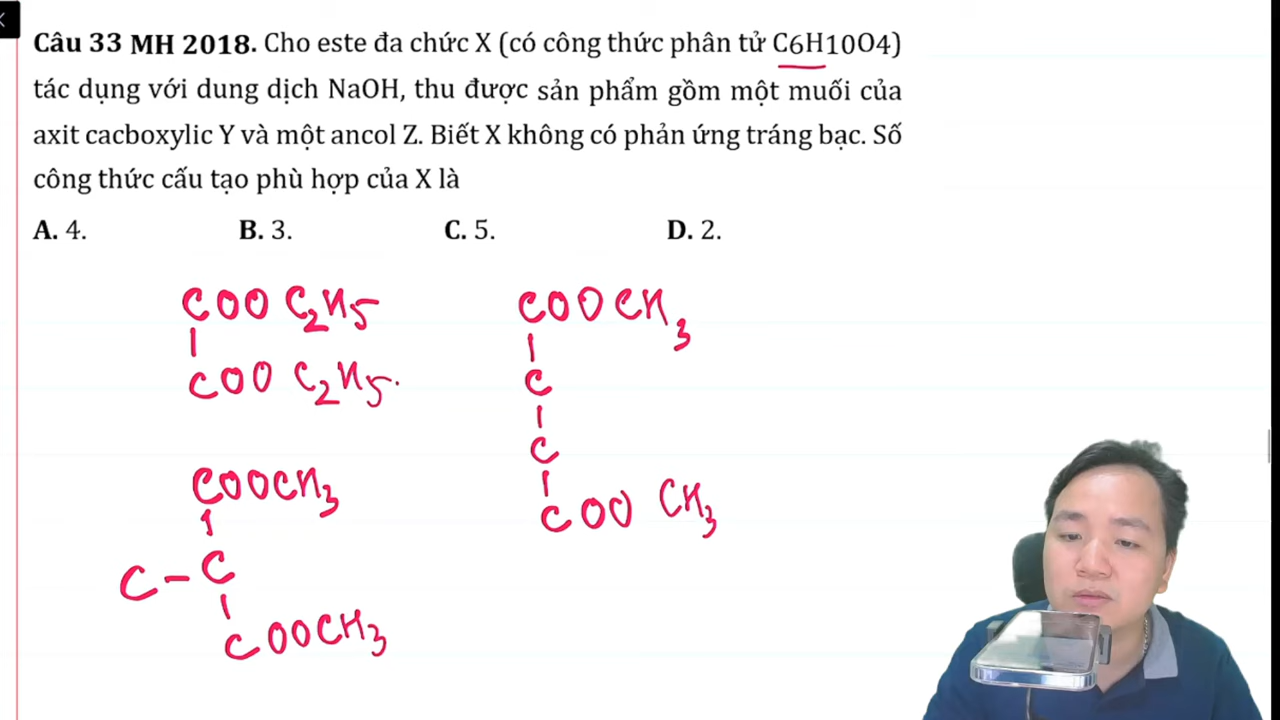 Câu 33 MH 2018. Cho este đa chức X (có công thức phân tử C6H10O4)
tác dụng với dung dịch NaOH, thu được sản phẩm gồm một muối của
axit cacboxylic Y và một ancol Z. Biết X không có phản ứng tráng bạc. Số
công thức cấu tạo phù hợp của X là
A. 4. B. 3. C. 5. D. 2.
COOC₂H₅
|
COOC₂H₅.
COOCH₃
|
C
|
C
|
COOCH₃
COOCH₃
|
C - C
|
COOCH₃